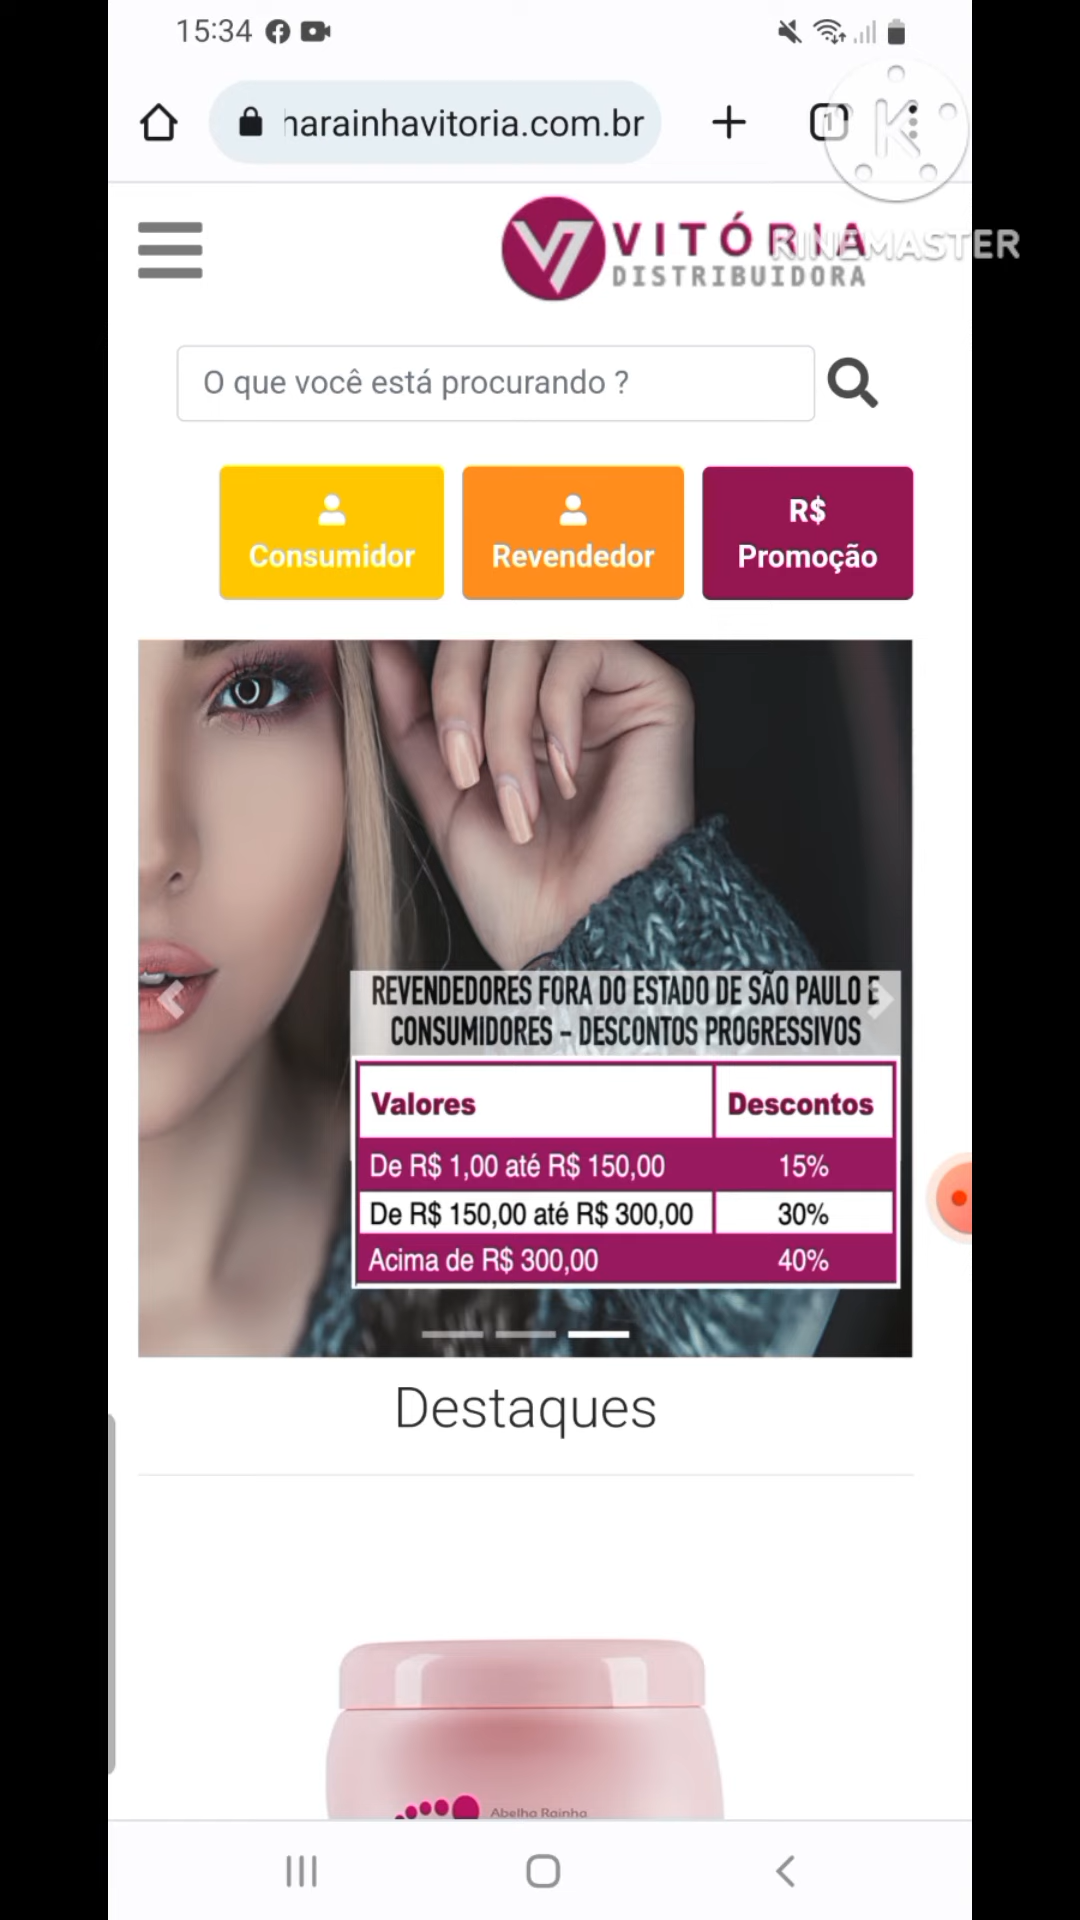 15:34
harainhavitoria.com.br
1
K
KINEMASTER
VITÓRIA
DISTRIBUIDORA
O que você está procurando ?
Consumidor
Revendedor
R$
Promoção
REVENDEDORES FORA DO ESTADO DE SÃO PAULO E
CONSUMIDORES – DESCONTOS PROGRESSIVOS
Valores Descontos
De R$ 1,00 até R$ 150,00 15%
De R$ 150,00 até R$ 300,00 30%
Acima de R$ 300,00 40%
Destaques
Abelha Rainha